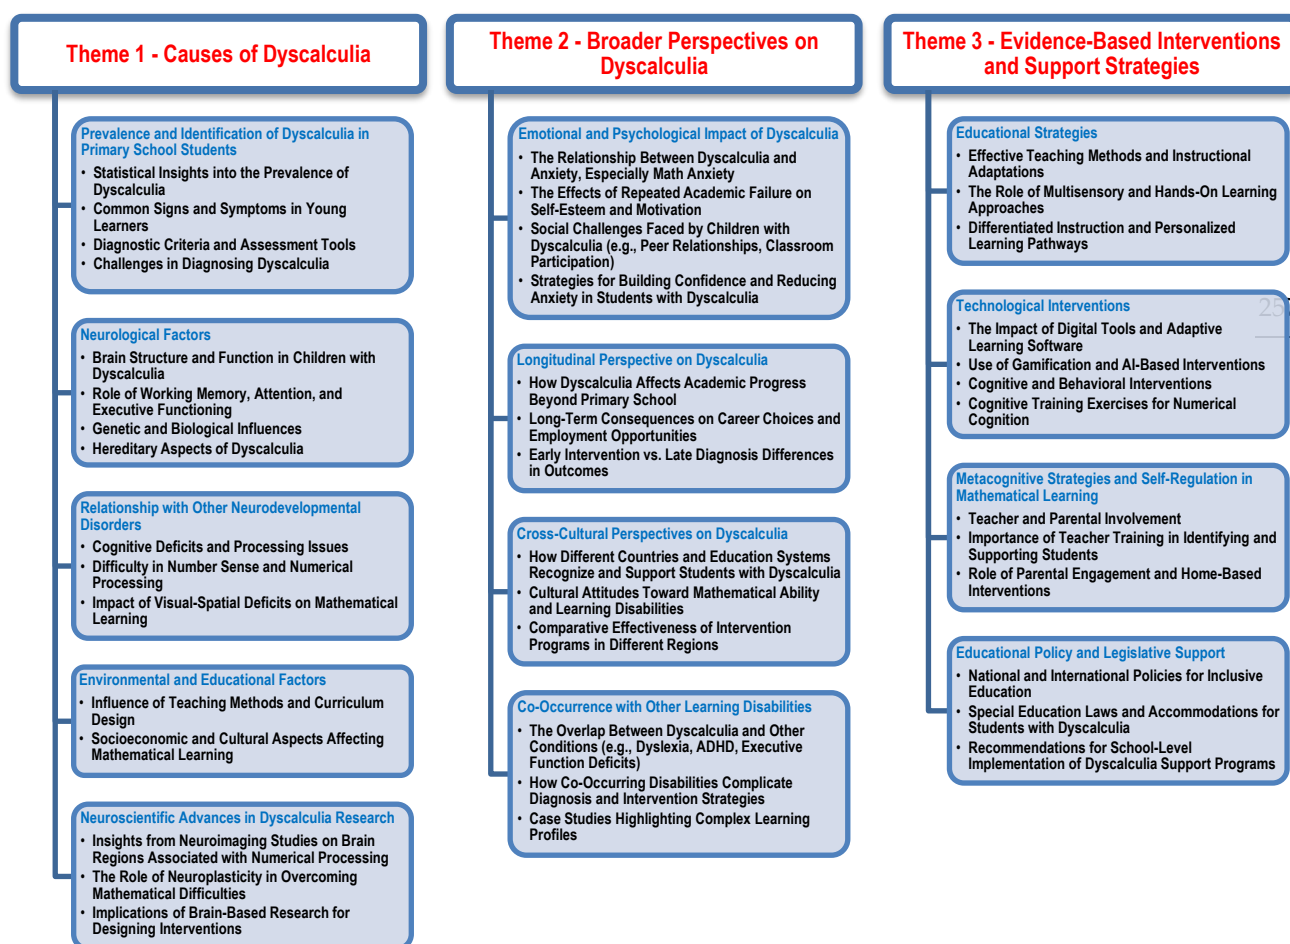 Theme 1 - Causes of Dyscalculia
Prevalence and Identification of Dyscalculia in
Primary School Students
• Statistical Insights into the Prevalence of
Dyscalculia
• Common Signs and Symptoms in Young
Learners
• Diagnostic Criteria and Assessment Tools
• Challenges in Diagnosing Dyscalculia
Neurological Factors
• Brain Structure and Function in Children with
Dyscalculia
• Role of Working Memory, Attention, and
Executive Functioning
• Genetic and Biological Influences
• Hereditary Aspects of Dyscalculia
Relationship with Other Neurodevelopmental
Disorders
• Cognitive Deficits and Processing Issues
• Difficulty in Number Sense and Numerical
Processing
• Impact of Visual-Spatial Deficits on Mathematical
Learning
Environmental and Educational Factors
• Influence of Teaching Methods and Curriculum
Design
• Socioeconomic and Cultural Aspects Affecting
Mathematical Learning
Neuroscientific Advances in Dyscalculia Research
• Insights from Neuroimaging Studies on Brain
Regions Associated with Numerical Processing
• The Role of Neuroplasticity in Overcoming
Mathematical Difficulties
• Implications of Brain-Based Research for
Designing Interventions
Theme 2 - Broader Perspectives on
Dyscalculia
Emotional and Psychological Impact of Dyscalculia
• The Relationship Between Dyscalculia and
Anxiety, Especially Math Anxiety
• The Effects of Repeated Academic Failure on
Self-Esteem and Motivation
• Social Challenges Faced by Children with
Dyscalculia (e.g., Peer Relationships, Classroom
Participation)
• Strategies for Building Confidence and Reducing
Anxiety in Students with Dyscalculia
Longitudinal Perspective on Dyscalculia
• How Dyscalculia Affects Academic Progress
Beyond Primary School
• Long-Term Consequences on Career Choices and
Employment Opportunities
• Early Intervention vs. Late Diagnosis Differences
in Outcomes
Cross-Cultural Perspectives on Dyscalculia
• How Different Countries and Education Systems
Recognize and Support Students with Dyscalculia
• Cultural Attitudes Toward Mathematical Ability
and Learning Disabilities
• Comparative Effectiveness of Intervention
Programs in Different Regions
Co-Occurrence with Other Learning Disabilities
• The Overlap Between Dyscalculia and Other
Conditions (e.g., Dyslexia, ADHD, Executive
Function Deficits)
• How Co-Occurring Disabilities Complicate
Diagnosis and Intervention Strategies
• Case Studies Highlighting Complex Learning
Profiles
Theme 3 - Evidence-Based Interventions
and Support Strategies
Educational Strategies
• Effective Teaching Methods and Instructional
Adaptations
• The Role of Multisensory and Hands-On Learning
Approaches
• Differentiated Instruction and Personalized
Learning Pathways
Technological Interventions
• The Impact of Digital Tools and Adaptive
Learning Software
• Use of Gamification and AI-Based Interventions
• Cognitive and Behavioral Interventions
• Cognitive Training Exercises for Numerical
Cognition
Metacognitive Strategies and Self-Regulation in
Mathematical Learning
• Teacher and Parental Involvement
• Importance of Teacher Training in Identifying and
Supporting Students
• Role of Parental Engagement and Home-Based
Interventions
Educational Policy and Legislative Support
• National and International Policies for Inclusive
Education
• Special Education Laws and Accommodations for
Students with Dyscalculia
• Recommendations for School-Level
Implementation of Dyscalculia Support Programs